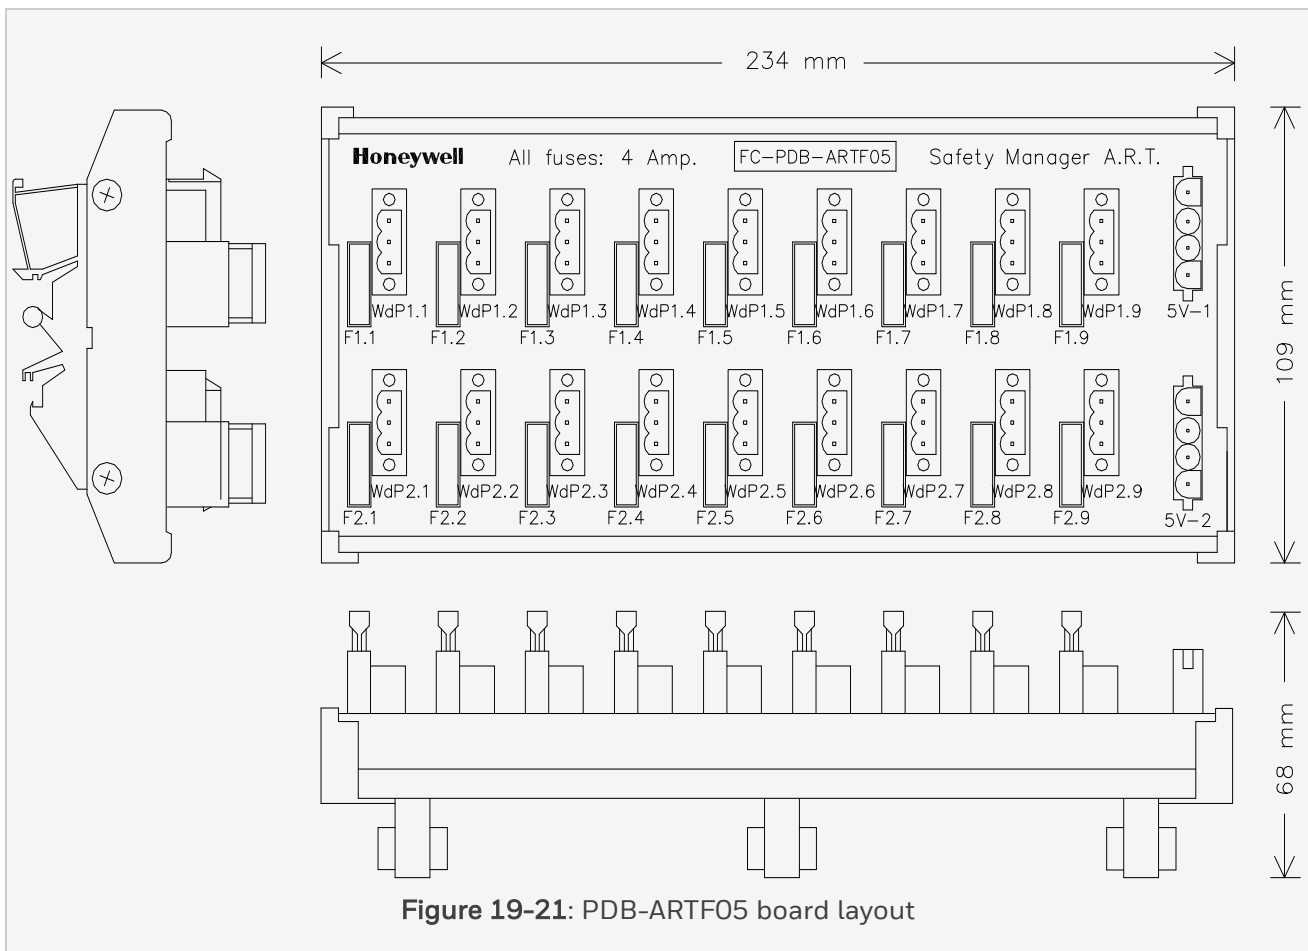 234 mm
Honeywell All fuses: 4 Amp. FC-PDB-ARTF05 Safety Manager A.R.T.
WdP1.1 WdP1.2 WdP1.3 WdP1.4 WdP1.5 WdP1.6 WdP1.7 WdP1.8 WdP1.9 5V-1
F1.1 F1.2 F1.3 F1.4 F1.5 F1.6 F1.7 F1.8 F1.9
109 mm
WdP2.1 WdP2.2 WdP2.3 WdP2.4 WdP2.5 WdP2.6 WdP2.7 WdP2.8 WdP2.9
F2.1 F2.2 F2.3 F2.4 F2.5 F2.6 F2.7 F2.8 F2.9 5V-2
68 mm
Figure 19-21: PDB-ARTF05 board layout